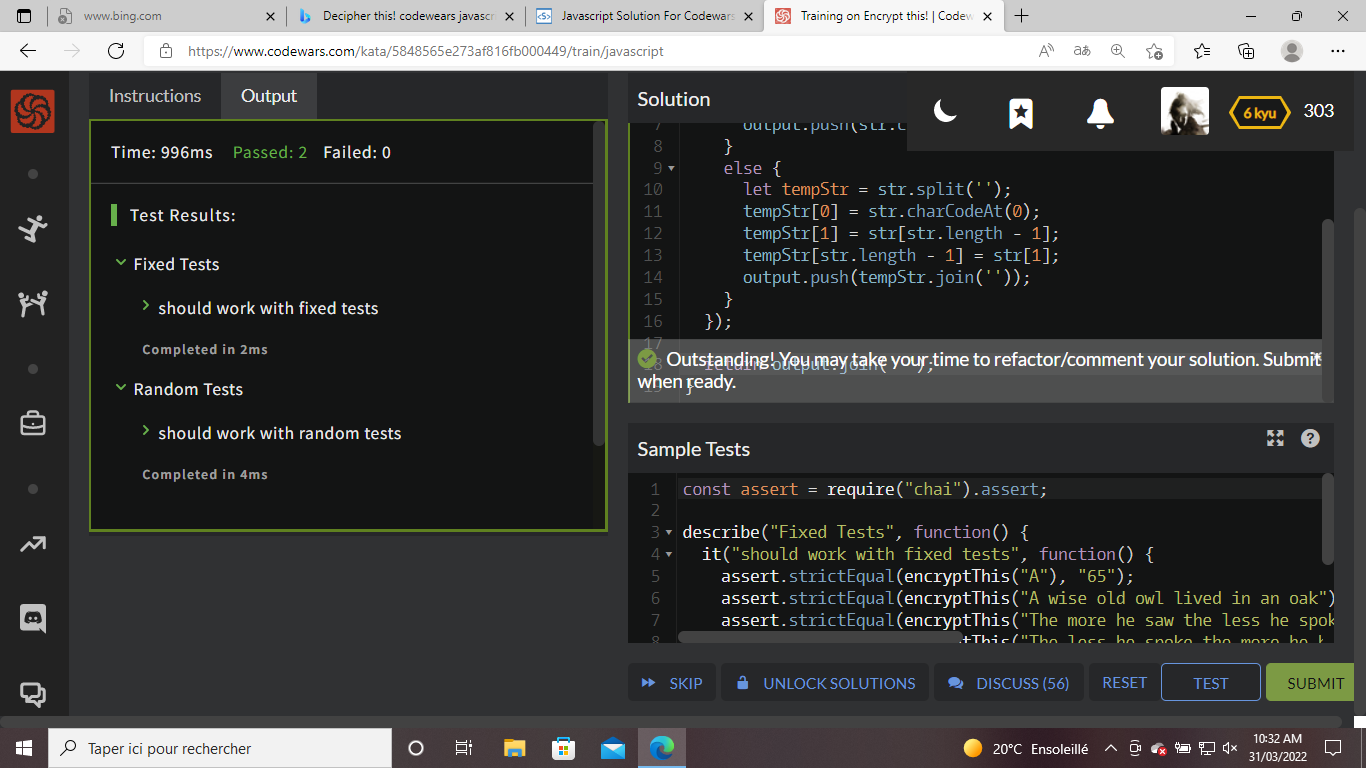 www.bing.com
Decipher this! codewears javascr
Javascript Solution For Codewars
Training on Encrypt this! | Codew
https://www.codewars.com/kata/5848565e273af816fb000449/train/javascript
Instructions
Output
Time: 996ms Passed: 2 Failed: 0
Test Results:
Fixed Tests
should work with fixed tests
Completed in 2ms
Random Tests
should work with random tests
Completed in 4ms
Solution
6 kyu
303
7 output.push(str.c
8 }
9 else {
10 let tempStr = str.split('');
11 tempStr[0] = str.charCodeAt(0);
12 tempStr[1] = str[str.length - 1];
13 tempStr[str.length - 1] = str[1];
14 output.push(tempStr.join(''));
15 }
16 });
17
18 return output.join(' ');
19 }
Outstanding! You may take your time to refactor/comment your solution. Submit
when ready.
Sample Tests
1 const assert = require("chai").assert;
2
3 describe("Fixed Tests", function() {
4 it("should work with fixed tests", function() {
5 assert.strictEqual(encryptThis("A"), "65");
6 assert.strictEqual(encryptThis("A wise old owl lived in an oak")
7 assert.strictEqual(encryptThis("The more he saw the less he spok
8 assert.strictEqual(encryptThis("The less he spoke the more he h
SKIP
UNLOCK SOLUTIONS
DISCUSS (56)
RESET
TEST
SUBMIT
Taper ici pour rechercher
20°C Ensoleillé
10:32 AM
31/03/2022